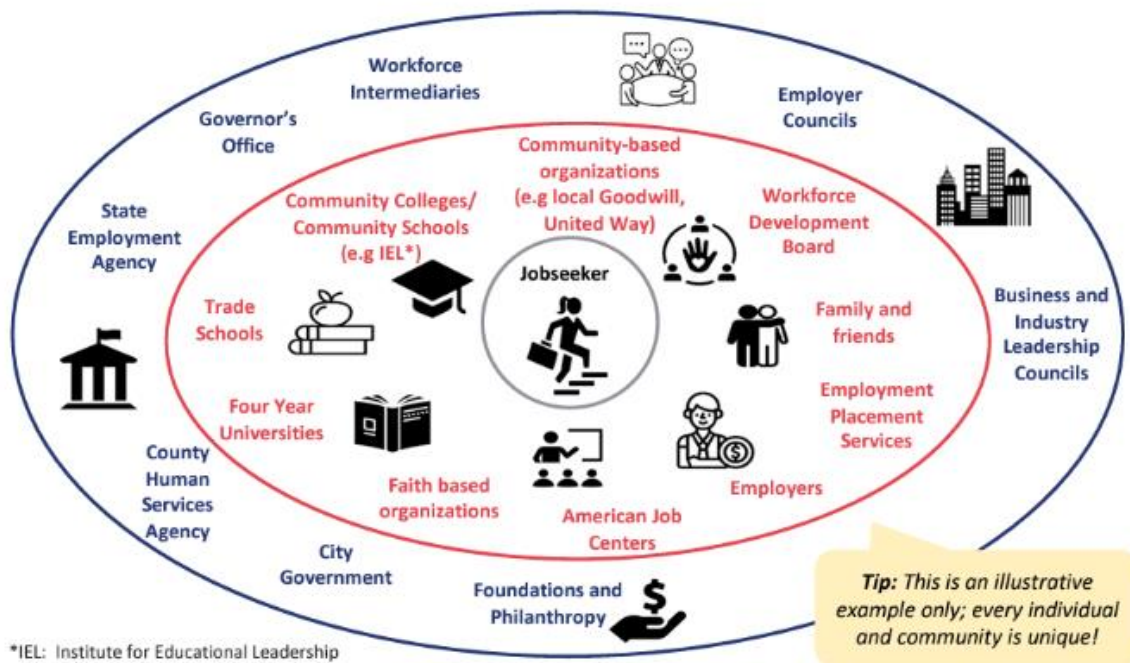 Workforce
Intermediaries
Employer
Councils
Governor's
Office
State
Employment
Agency
Community-based
organizations
(e.g local Goodwill,
United Way)
Community Colleges/
Community Schools
(e.g IEL*)
Workforce
Development
Board
Jobseeker
Trade
Schools
Family and
friends
Business and
Industry
Leadership
Councils
Four Year
Universities
Employment
Placement
Services
County
Human
Services
Agency
Faith based
organizations
Employers
American Job
Centers
City
Government
Foundations and
Philanthropy
Tip: This is an illustrative
example only; every individual
and community is unique!
*IEL: Institute for Educational Leadership